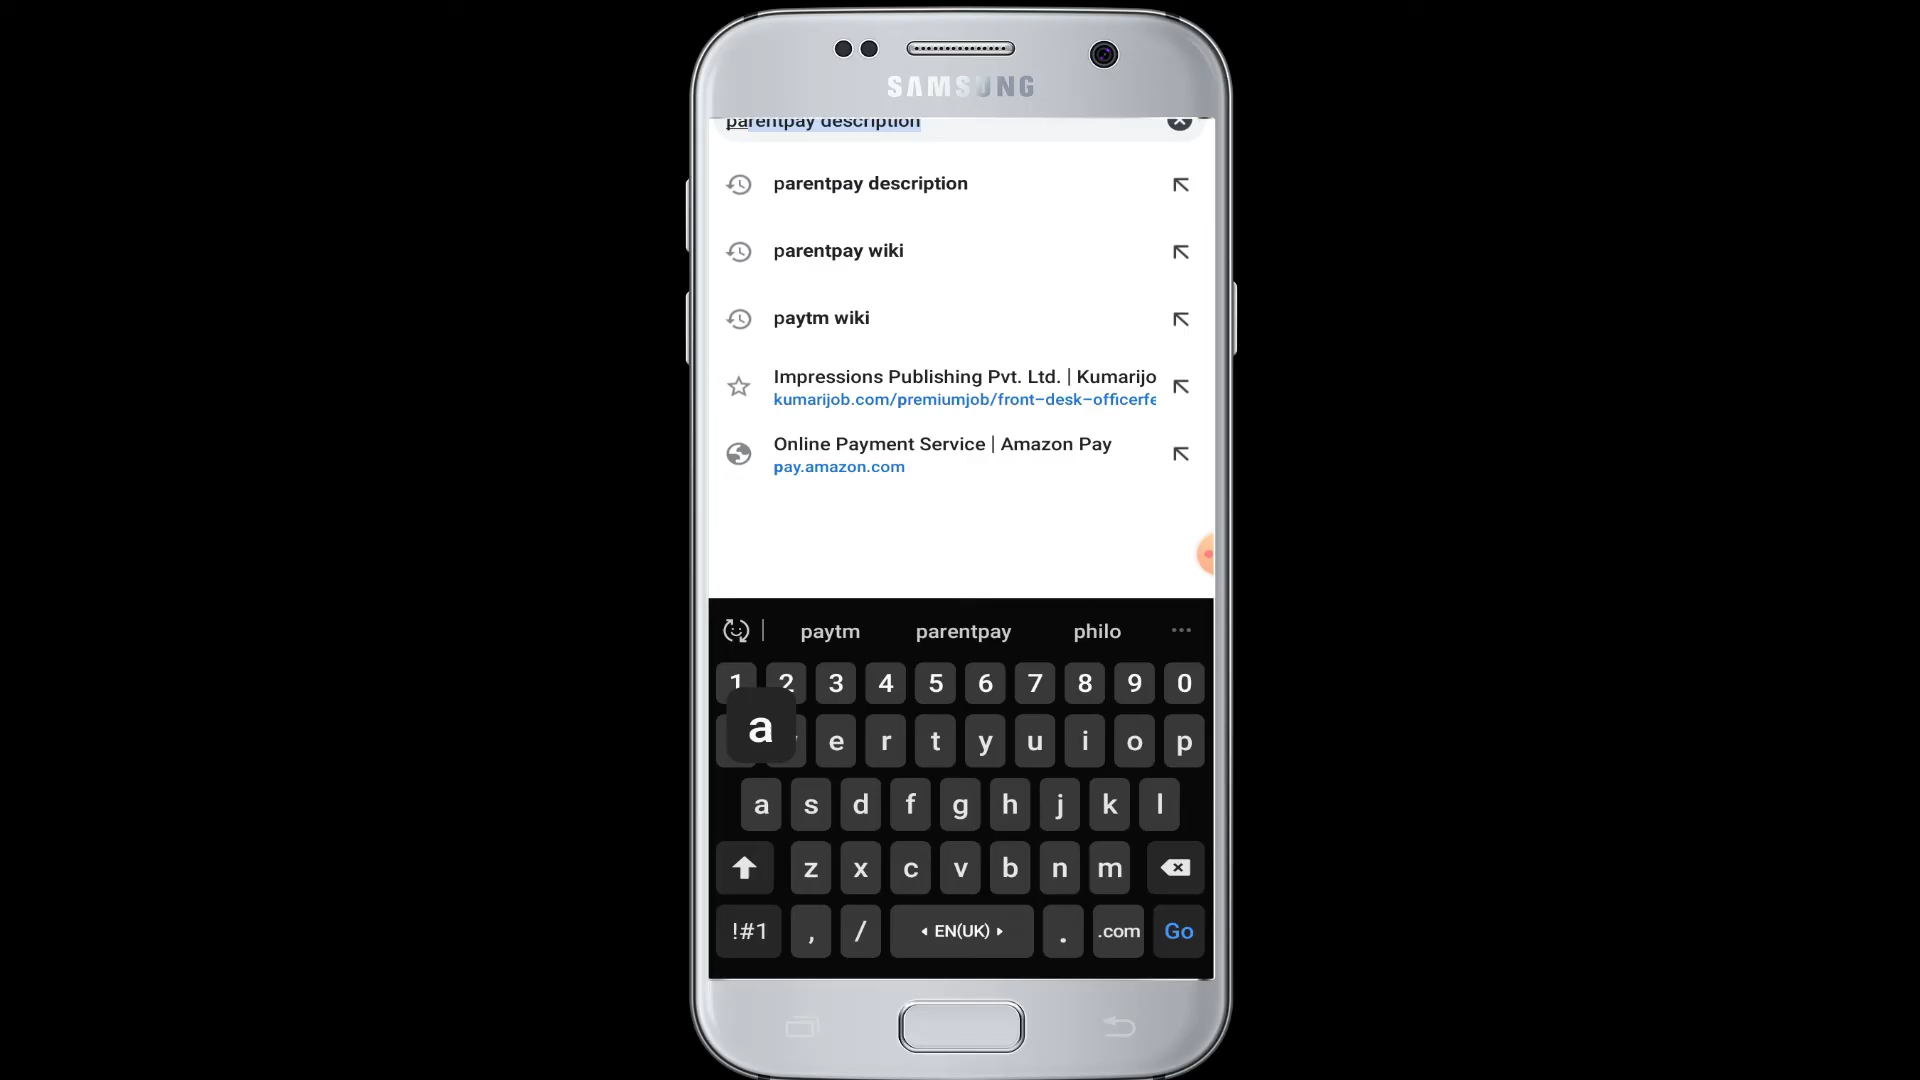 SAMSUNG
parentpay description
parentpay description
parentpay wiki
paytm wiki
Impressions Publishing Pvt. Ltd. | Kumarijo
kumarijob.com/premiumjob/front-desk-officerfe
Online Payment Service | Amazon Pay
pay.amazon.com
paytm parentpay philo ...
1 2 3 4 5 6 7 8 9 0
a
e r t y u i o p
a s d f g h j k l
z x c v b n m
!#1 , / EN(UK) . .com Go